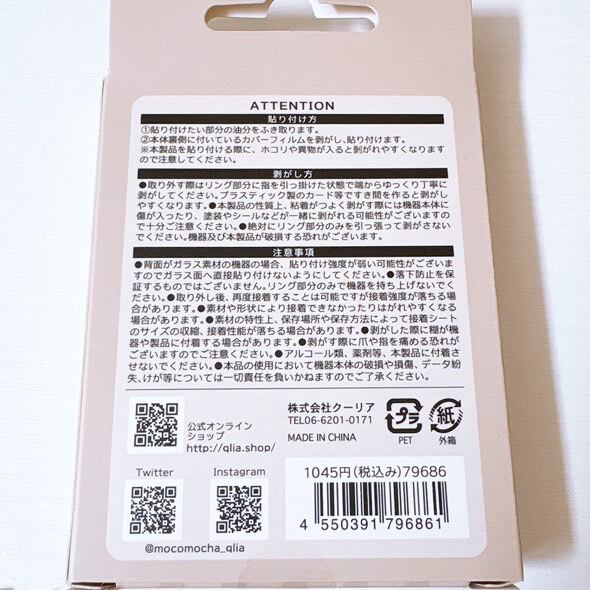 ATTENTION
貼り付け方
①貼り付けたい部分の油分をふき取ります。
②本体裏側に付いているカバーフィルムを剥がし、貼り付けます。
※本製品を貼り付ける際に、ホコリや異物が入ると剥がれやすくなります
ので注意してください。
剥がし方
●取り外す際はリング部分に指を引っ掛けた状態で端からゆっくり丁寧
に剥がしてください。プラスティック製のカード等ですき間を作ると剥がし
やすくなります。●本製品の性質上、粘着がつよく剥がす際には機器本体に
傷が入ったり、塗装やシールなどが一緒に剥がれる可能性がございますの
で十分ご注意ください。●絶対にリング部分のみを引っ張って剥がさない
でください。機器及び本製品が破損する恐れがございます。
注意事項
●背面がガラス素材の機器の場合、貼り付け強度が弱い可能性がございま
すのでガラス面へ直接貼り付けないようにしてください。●落下防止を保
証するものではございません。リング部分のみで機器を持ち上げないでく
ださい。●取り外し後、再度接着することは可能ですが接着強度が落ちる場
合があります。●素材や形状により接着できなかったりはがれやすくなる
場合があります。●素材の特性上、保存場所や保存方法によって接着シート
のサイズの収縮、接着性能が落ちる場合があります。●剥がした際に糊が機
器や製品に付着する場合があります。●剥がす際に爪や指を痛める恐れが
ございますのでご注意ください。●アルコール類、薬剤等、本製品に付着さ
せないでください。●本品の使用において機器本体の破損や損傷、データ紛
失、けが等については一切責任を負いかねますのでご了承ください。
公式オンライン
ショップ
http://qlia.shop/
株式会社クーリア
TEL06-6201-0171
MADE IN CHINA
プラ
PET
紙
外箱
Twitter
Instagram
@mocomocha_qlia
1045円(税込み)79686
4 550391 796861